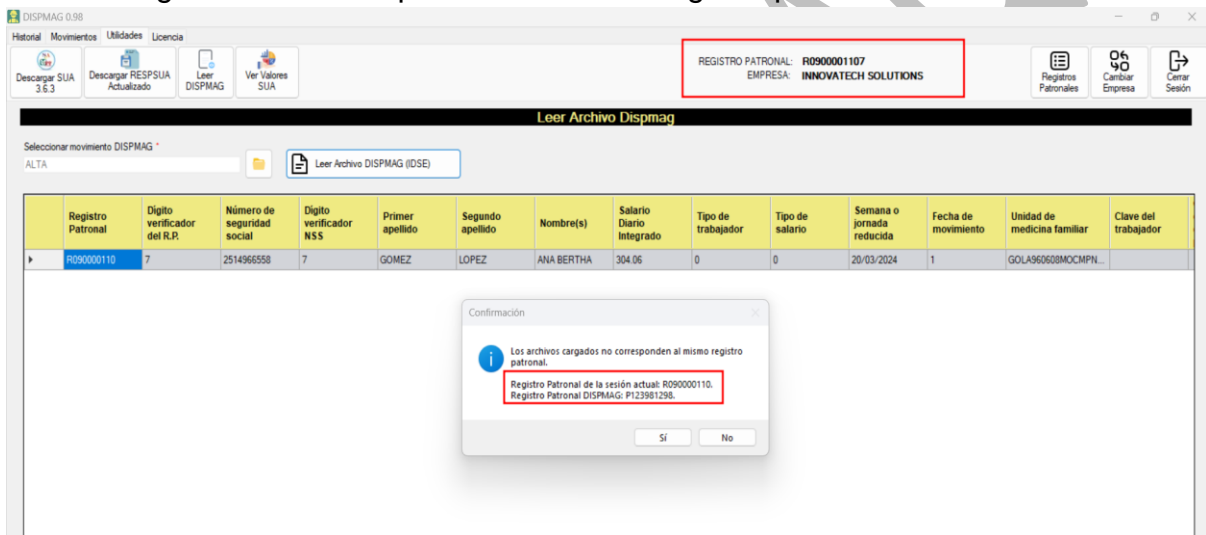 DISPMAG 0.98
Historial Movimientos Utilidades Licencia
Descargar SUA
3.6.3
Descargar RESPSUA
Actualizado
Leer
DISPMAG
Ver Valores
SUA
REGISTRO PATRONAL: R0900001107
EMPRESA: INNOVATECH SOLUTIONS
Registros
Patronales
Cambiar
Empresa
Cerrar
Sesión
Leer Archivo Dispmag
Seleccionar movimiento DISPMAG *
ALTA
Leer Archivo DISPMAG (IDSE)
Registro
Patronal
Digito
verificador
del R.P.
Número de
seguridad
social
Digito
verificador
NSS
Primer
apellido
Segundo
apellido
Nombre(s)
Salario
Diario
Integrado
Tipo de
trabajador
Tipo de
salario
Semana o
jornada
reducida
Fecha de
movimiento
Unidad de
medicina familiar
Clave del
trabajador
R090000110 7 2514966558 7 GOMEZ LOPEZ ANA BERTHA 304.06 0 0 20/03/2024 1 GOLA960608MOCMPN...
Confirmación
Los archivos cargados no corresponden al mismo registro
patronal.
Registro Patronal de la sesión actual: R090000110.
Registro Patronal DISPMAG: P123981298.
Sí No